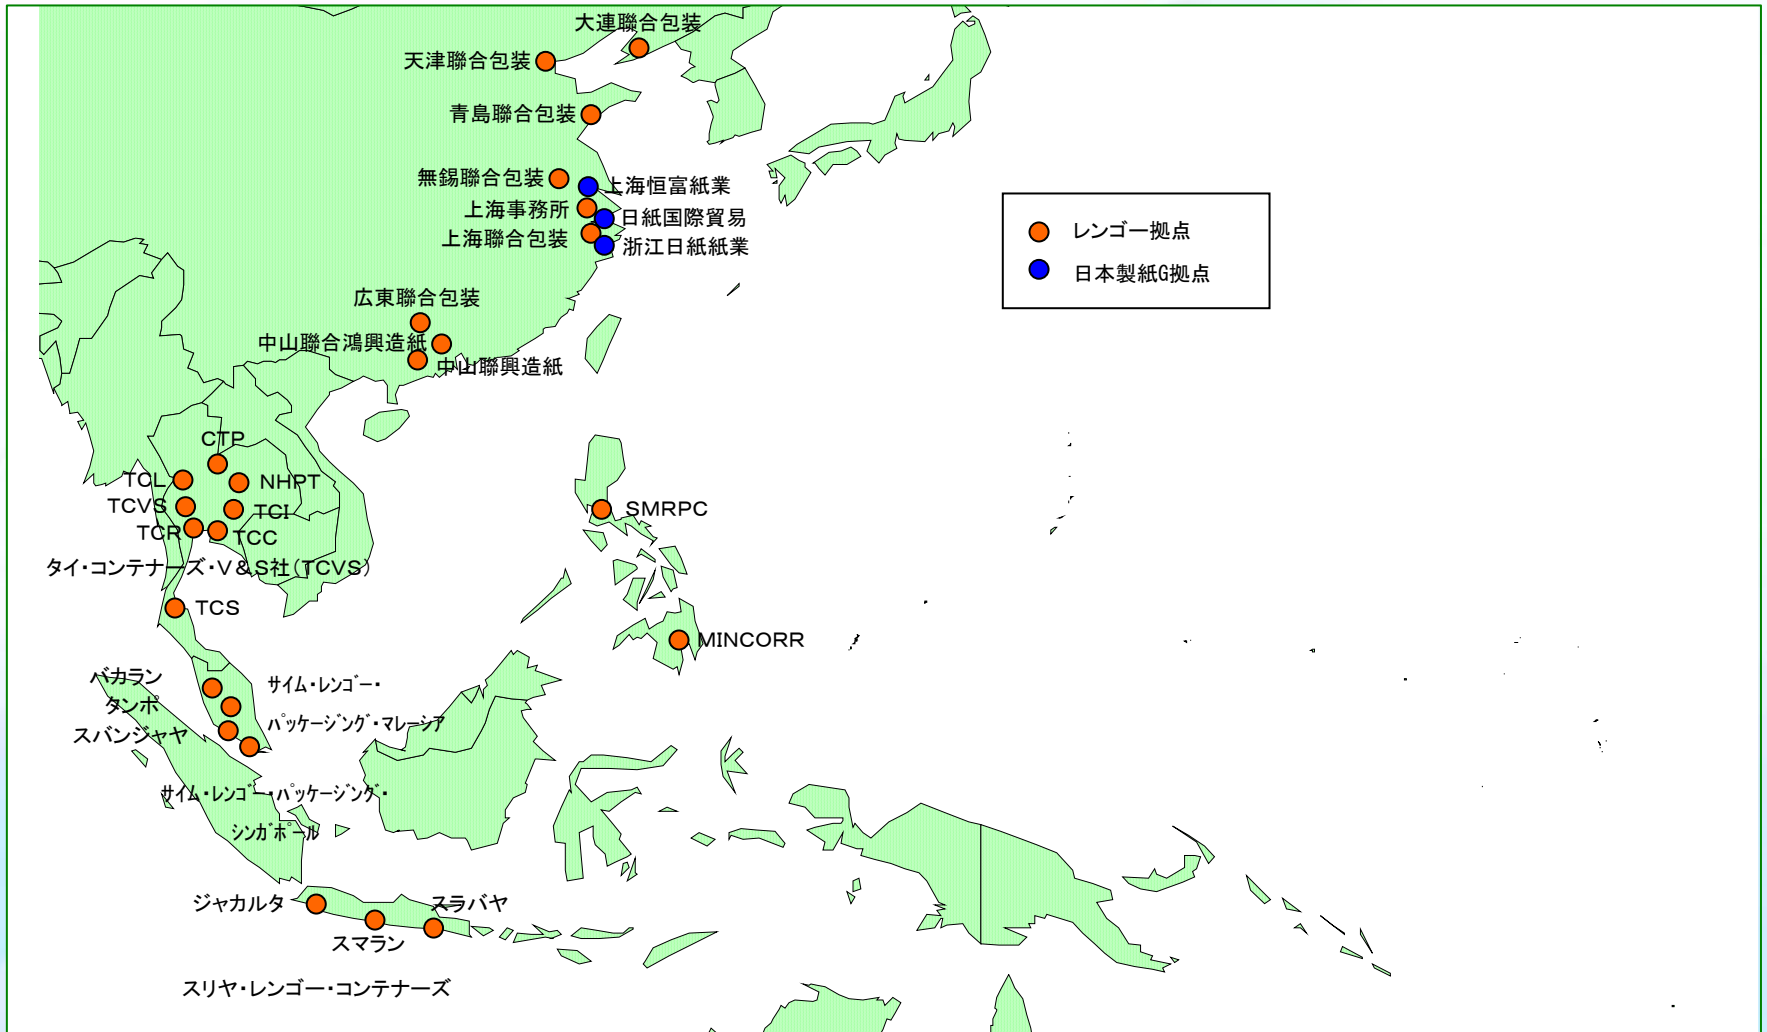 大連聯合包装
天津聯合包装
青島聯合包装
無錫聯合包装
上海恒富紙業
上海事務所
日紙国際貿易
上海聯合包装
浙江日紙紙業
レンゴー拠点
日本製紙G拠点
広東聯合包装
中山聯合鴻興造紙
中山聯興造紙
CTP
TCL
NHPT
TCVS
TCI
TCR
TCC
タイ・コンテナーズ・V&S社(TCVS)
TCS
SMRPC
MINCORR
バカラン
サイム・レンゴー・
タンポ
パッケージング・マレーシア
スバンジャヤ
サイム・レンゴー・パッケージング・
シンガポール
ジャカルタ
スラバヤ
スマラン
スリヤ・レンゴー・コンテナーズ